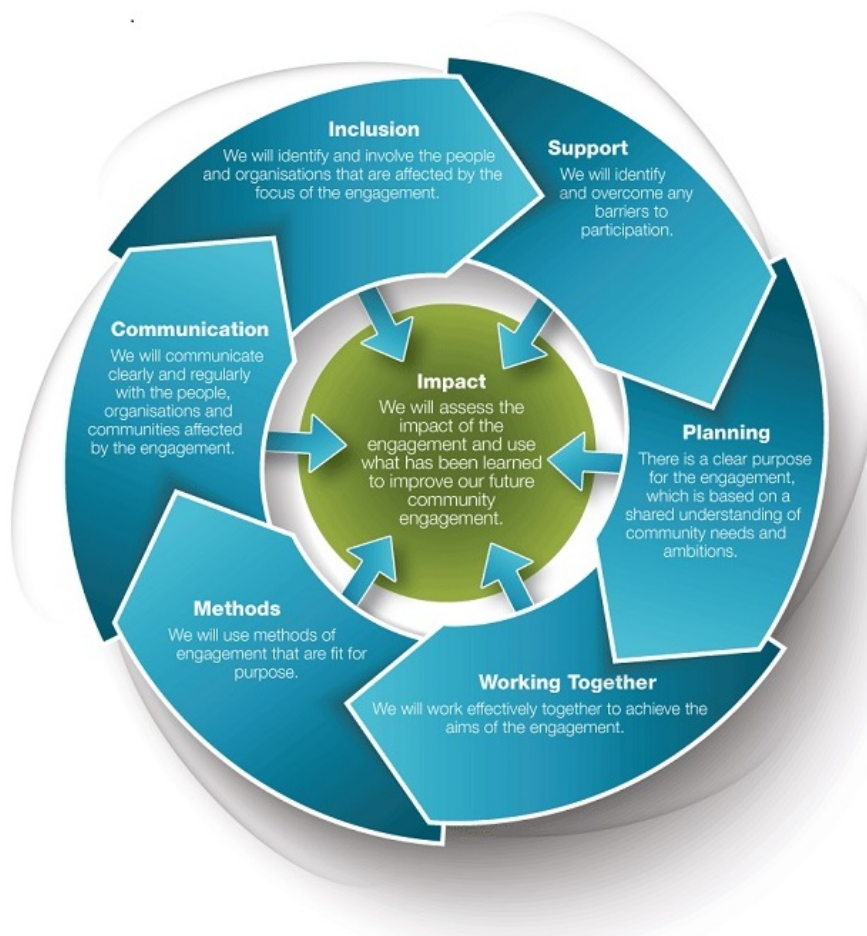 Inclusion
We will identify and involve the people
and organisations that are affected by the
focus of the engagement.
Support
We will identify
and overcome any
barriers to
participation.
Planning
There is a clear purpose
for the engagement,
which is based on a
shared understanding of
community needs and
ambitions.
Working Together
We will work effectively together to achieve the
aims of the engagement.
Methods
We will use methods of
engagement that are fit for
purpose.
Communication
We will communicate
clearly and regularly
with the people,
organisations and
communities affected
by the engagement.
Impact
We will assess the
impact of the
engagement and use
what has been learned
to improve our future
community
engagement.